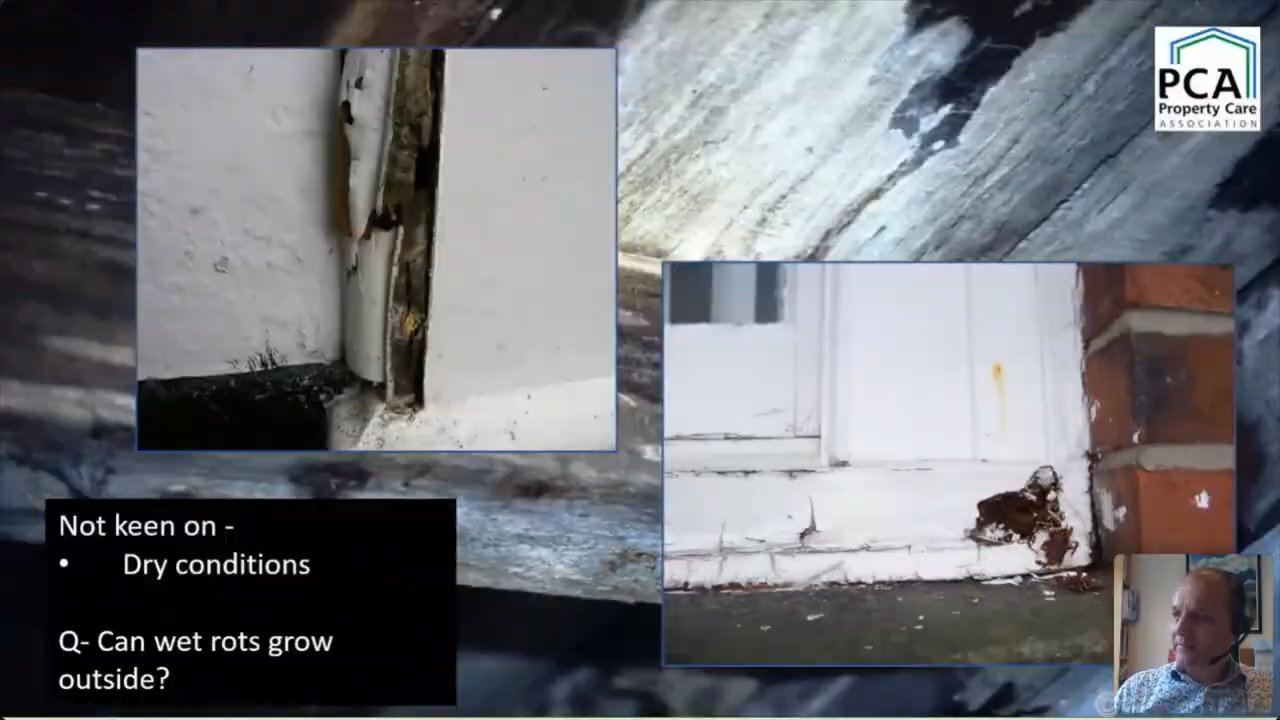 PCA
Property Care
ASSOCIATION
Not keen on -
• Dry conditions
Q- Can wet rots grow
outside?